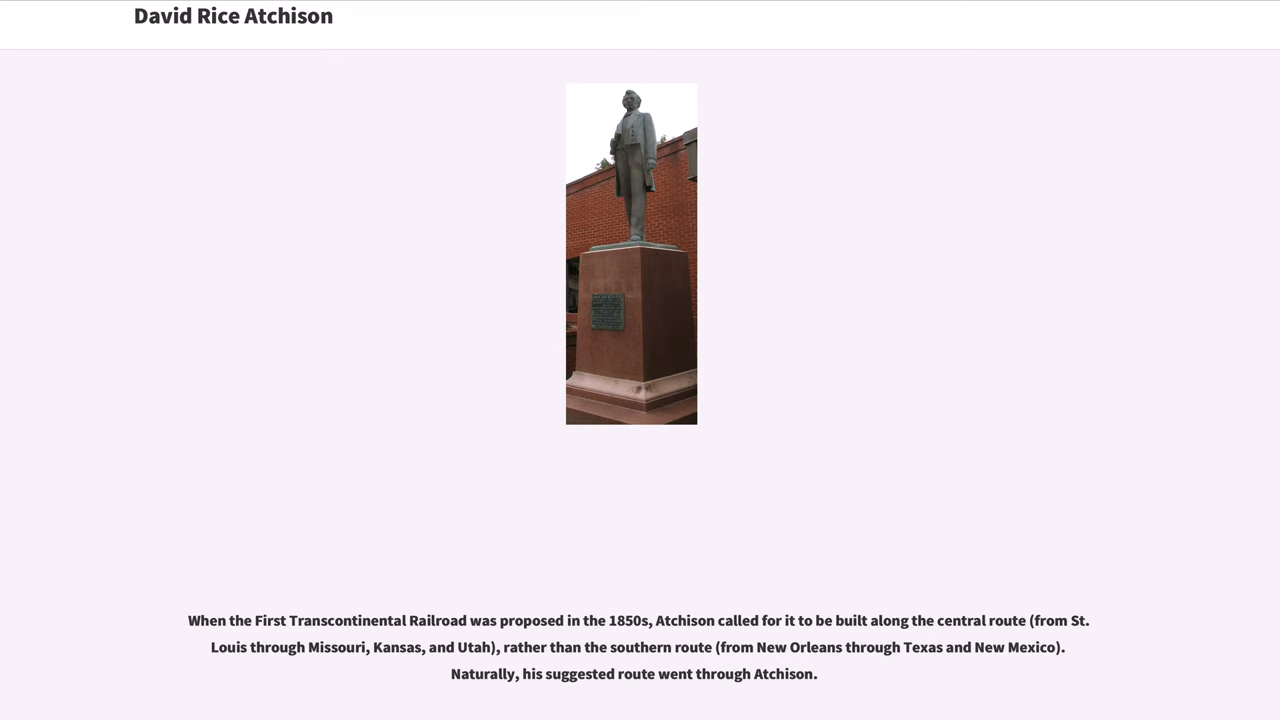 David Rice Atchison
When the First Transcontinental Railroad was proposed in the 1850s, Atchison called for it to be built along the central route (from St.
Louis through Missouri, Kansas, and Utah), rather than the southern route (from New Orleans through Texas and New Mexico).
Naturally, his suggested route went through Atchison.